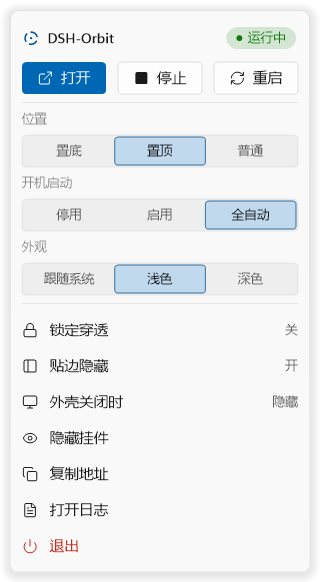 DSH-Orbit 运行中
打开 停止 重启
位置
置底 置顶 普通
开机启动
停用 启用 全自动
外观
跟随系统 浅色 深色
锁定穿透 关
贴边隐藏 开
外壳关闭时 隐藏
隐藏挂件
复制地址
打开日志
退出